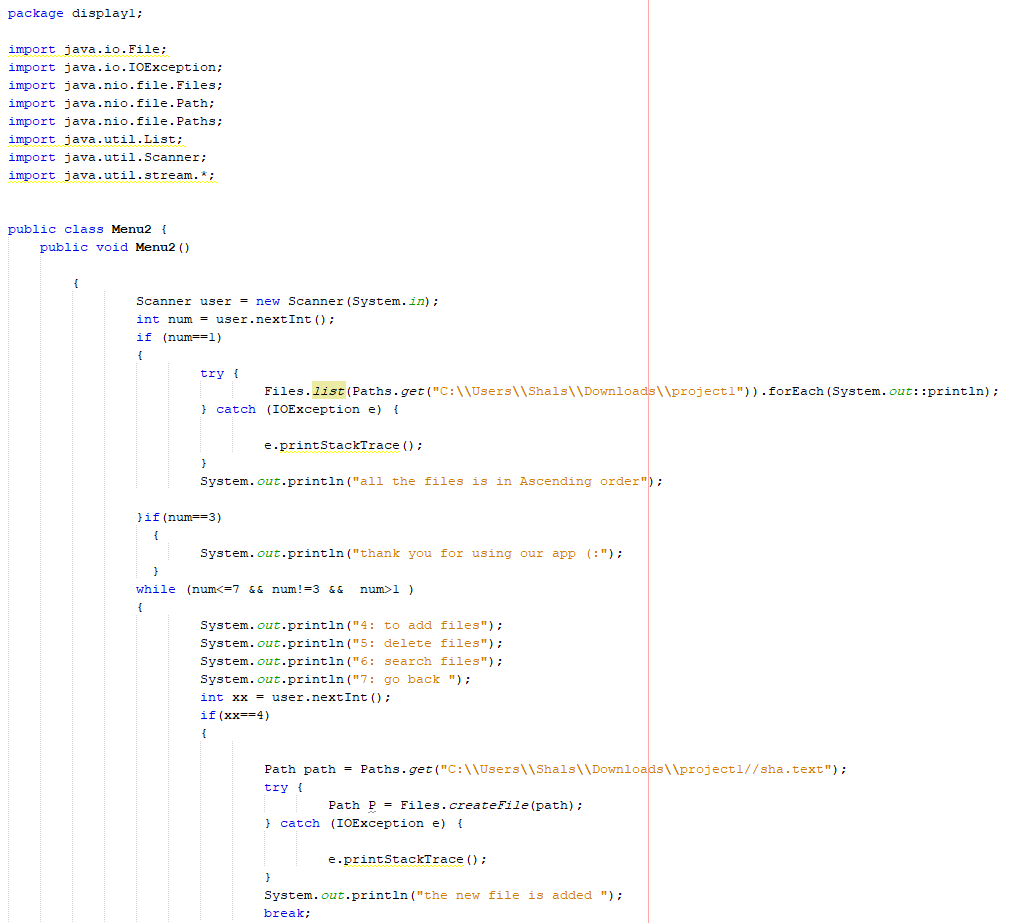 package display1;
import java.io.File;
import java.io.IOException;
import java.nio.file.Files;
import java.nio.file.Path;
import java.nio.file.Paths;
import java.util.List;
import java.util.Scanner;
import java.util.stream.*;
public class Menu2 {
public void Menu2()
{
Scanner user = new Scanner(System.in);
int num = user.nextInt();
if (num==1)
{
try {
Files.list(Paths.get("C:\\Users\\Shals\\Downloads\\project1")).forEach(System.out::println);
} catch (IOException e) {
e.printStackTrace();
}
System.out.println("all the files is in Ascending order");
}if(num==3)
{
System.out.println("thank you for using our app (:");
}
while (num<=7 && num!=3 &&  num>1 )
{
System.out.println("4: to add files");
System.out.println("5: delete files");
System.out.println("6: search files");
System.out.println("7: go back ");
int xx = user.nextInt();
if(xx==4)
{
Path path = Paths.get("C:\\Users\\Shals\\Downloads\\project1//sha.text");
try {
Path P = Files.createFile(path);
} catch (IOException e) {
e.printStackTrace();
}
System.out.println("the new file is added ");
break;